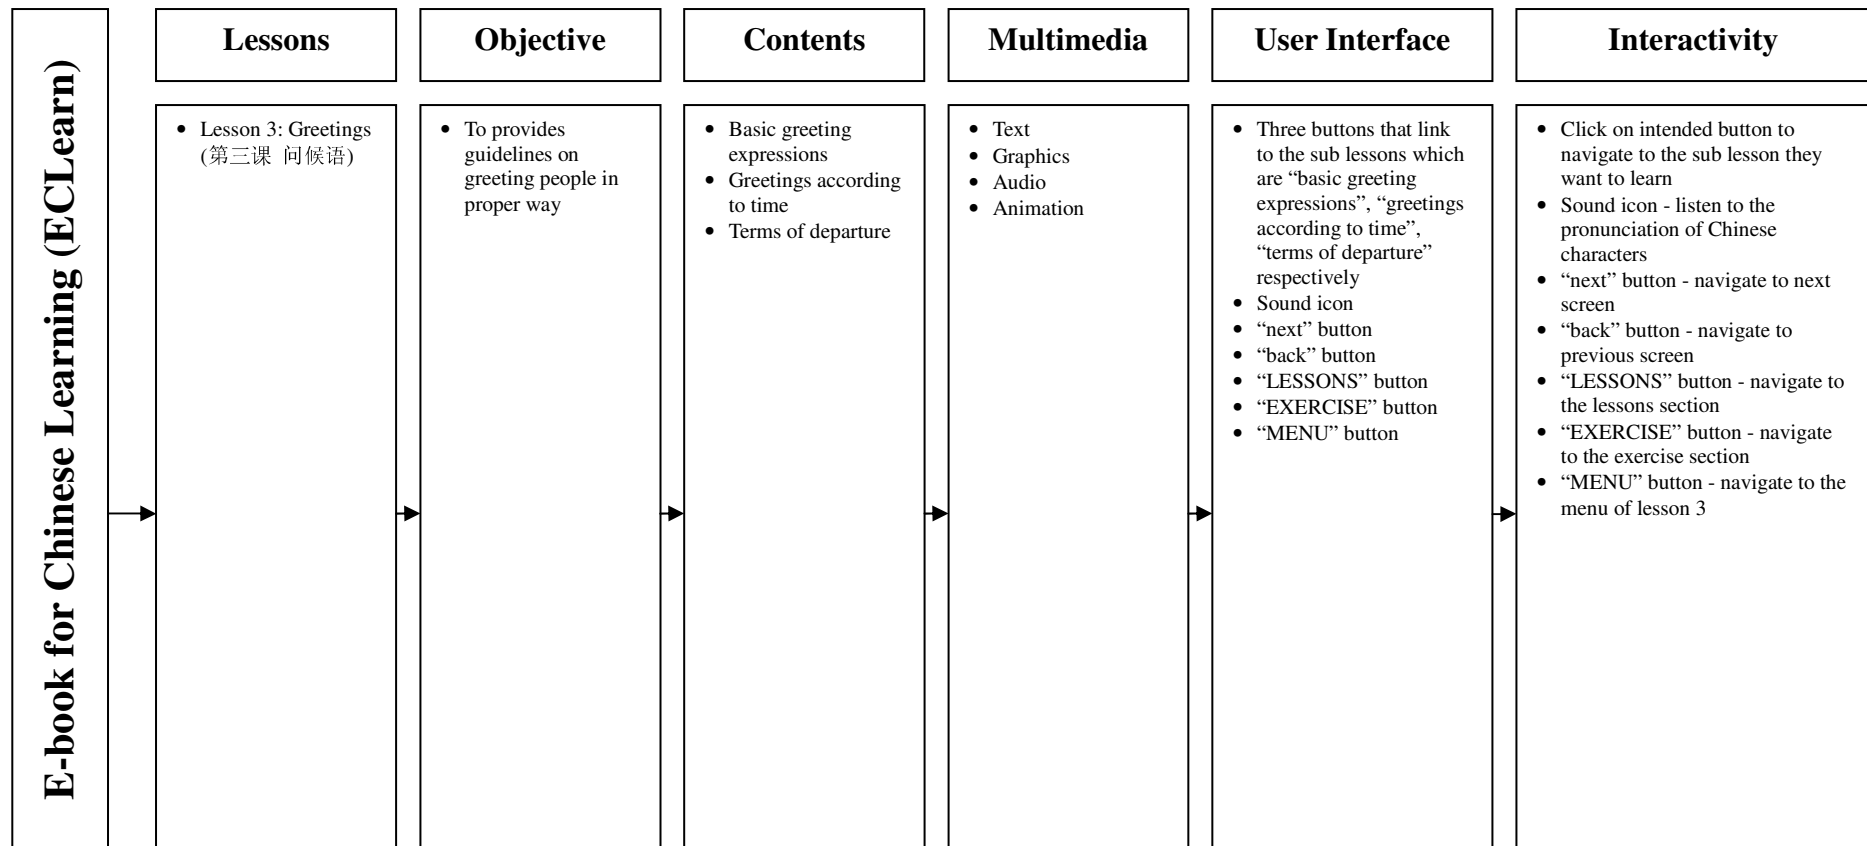 E-book for Chinese Learning (ECLearn)
Lessons
• Lesson 3: Greetings
(第三课 问候语)
Objective
• To provides
guidelines on
greeting people in
proper way
Contents
• Basic greeting
expressions
• Greetings according
to time
• Terms of departure
Multimedia
• Text
• Graphics
• Audio
• Animation
User Interface
• Three buttons that link
to the sub lessons which
are “basic greeting
expressions”, “greetings
according to time”,
“terms of departure”
respectively
• Sound icon
• “next” button
• “back” button
• “LESSONS” button
• “EXERCISE” button
• “MENU” button
Interactivity
• Click on intended button to
navigate to the sub lesson they
want to learn
• Sound icon - listen to the
pronunciation of Chinese
characters
• “next” button - navigate to next
screen
• “back” button - navigate to
previous screen
• “LESSONS” button - navigate to
the lessons section
• “EXERCISE” button - navigate
to the exercise section
• “MENU” button - navigate to the
menu of lesson 3